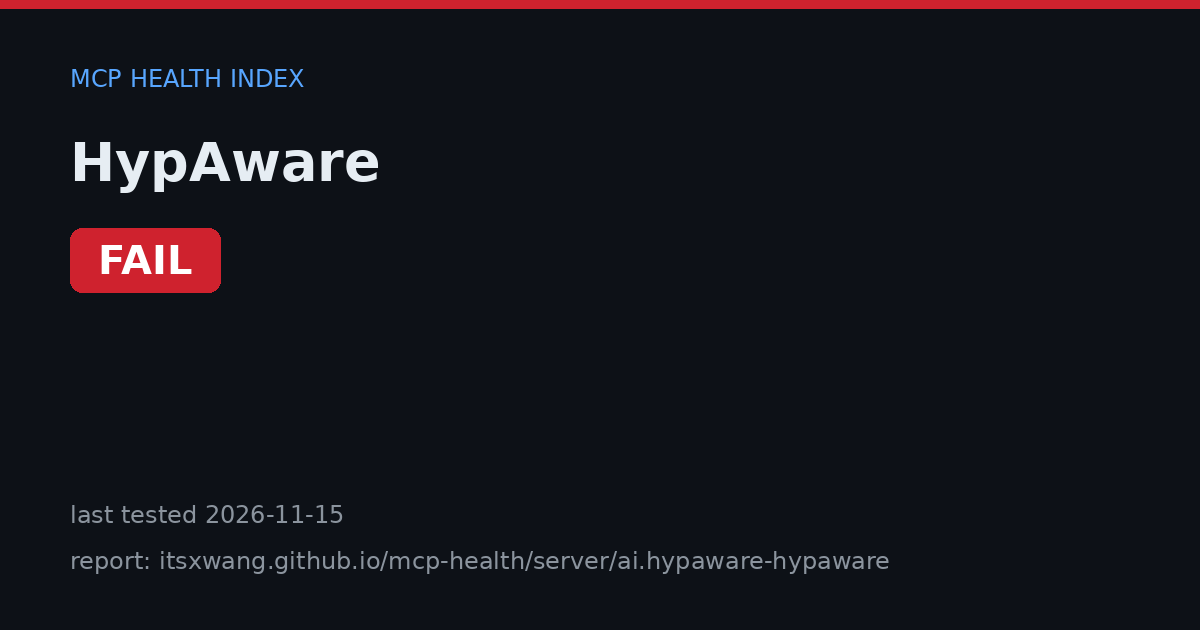 MCP HEALTH INDEX
HypAware
FAIL
last tested 2026-11-15
report: itsxwang.github.io/mcp-health/server/ai.hypaware-hypaware